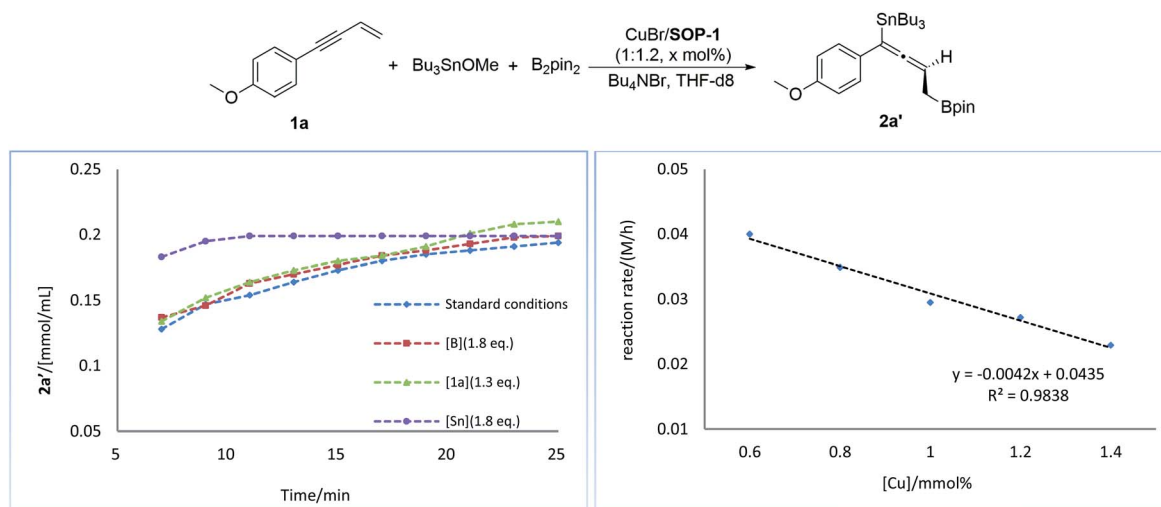 SnBu3
CuBr/SOP-1
(1:1.2, x mol%)
+ Bu3SnOMe + B2pin2
Bu4NBr, THF-d8
H
O
O
Bpin
1a
2a'
0.25
0.2
0.15
0.1
0.05
2a'/[mmol/mL]
Standard conditions
[B](1.8 eq.)
[1a](1.3 eq.)
[Sn](1.8 eq.)
5
10
15
20
25
Time/min
0.05
0.04
0.03
0.02
0.01
reaction rate/(M/h)
y = -0.0042x + 0.0435
R² = 0.9838
0.6
0.8
1
1.2
1.4
[Cu]/mmol%